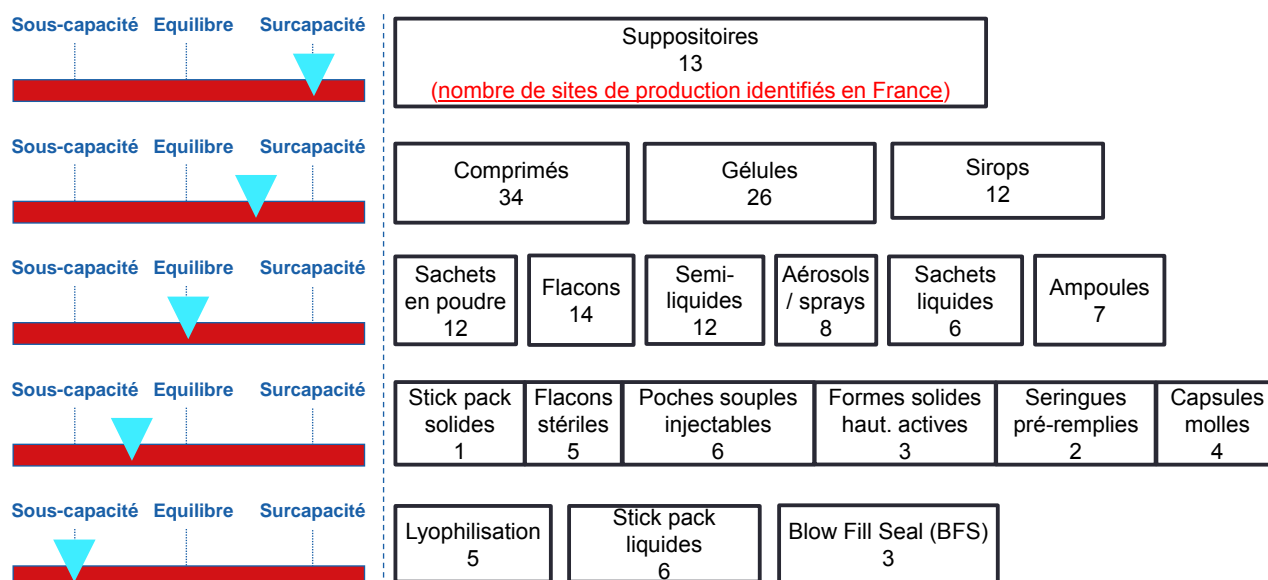 Sous-capacité Equilibre Surcapacité
Suppositoires
13
(nombre de sites de production identifiés en France)
Sous-capacité Equilibre Surcapacité
Comprimés
34
Gélules
26
Sirops
12
Sous-capacité Equilibre Surcapacité
Sachets
en poudre
12
Flacons
14
Semi-
liquides
12
Aérosols
/ sprays
8
Sachets
liquides
6
Ampoules
7
Sous-capacité Equilibre Surcapacité
Stick pack
solides
1
Flacons
stériles
5
Poches souples
injectables
6
Formes solides
haut. actives
3
Seringues
pré-remplies
2
Capsules
molles
4
Sous-capacité Equilibre Surcapacité
Lyophilisation
5
Stick pack
liquides
6
Blow Fill Seal (BFS)
3